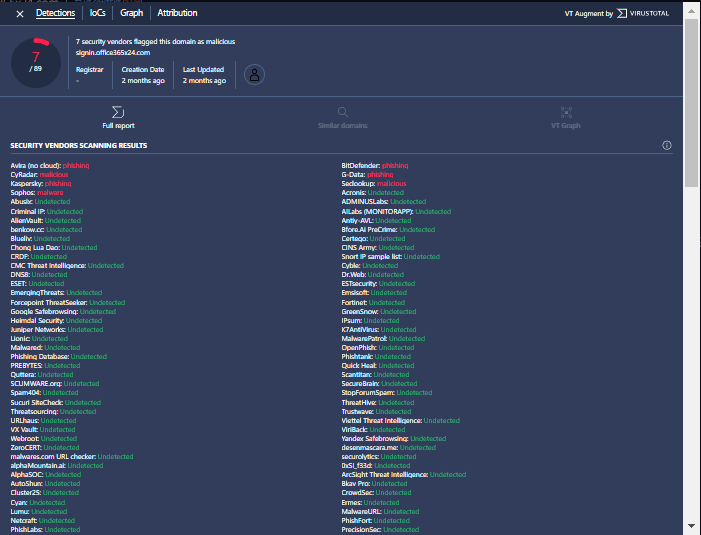 Detections IoCs Graph Attribution VT Augment by VIRUSTOTAL
7 security vendors flagged this domain as malicious
signin.office365x24.com
7
/ 89
Registrar Creation Date Last Updated
- 2 months ago 2 months ago
Full report Similar domains VT Graph
SECURITY VENDORS SCANNING RESULTS
Avira (no cloud): phishing BitDefender: phishing
CyRadar: malicious G-Data: phishing
Kaspersky: phishing Seclookup: malicious
Sophos: malware Acronis: Undetected
Abusix: Undetected ADMINUSLabs: Undetected
Criminal IP: Undetected AILabs (MONITORAPP): Undetected
AlienVault: Undetected Antiy-AVL: Undetected
benkow.cc: Undetected Bfore.Ai PreCrime: Undetected
Blueliv: Undetected Certego: Undetected
Chong Lua Dao: Undetected CINS Army: Undetected
CRDF: Undetected Snort IP sample list: Undetected
CMC Threat Intelligence: Undetected Cyble: Undetected
DNS8: Undetected Dr.Web: Undetected
ESET: Undetected ESTsecurity: Undetected
EmergingThreats: Undetected Emsisoft: Undetected
Forcepoint ThreatSeeker: Undetected Fortinet: Undetected
Google Safebrowsing: Undetected GreenSnow: Undetected
Heimdal Security: Undetected IPsum: Undetected
Juniper Networks: Undetected K7AntiVirus: Undetected
Lionic: Undetected MalwarePatrol: Undetected
Malwared: Undetected OpenPhish: Undetected
Phishing Database: Undetected Phishtank: Undetected
PREBYTES: Undetected Quick Heal: Undetected
Quttera: Undetected Scantitan: Undetected
SCUMWARE.org: Undetected SecureBrain: Undetected
Spam404: Undetected StopForumSpam: Undetected
Sucuri SiteCheck: Undetected ThreatHive: Undetected
Threatsourcing: Undetected Trustwave: Undetected
URLhaus: Undetected Viettel Threat Intelligence: Undetected
VX Vault: Undetected ViriBack: Undetected
Webroot: Undetected Yandex Safebrowsing: Undetected
ZeroCERT: Undetected desenmascara.me: Undetected
malwares.com URL checker: Undetected securolytics: Undetected
alphaMountain.ai: Undetected 0xSI_f33d: Undetected
AlphaSOC: Undetected ArcSight Threat Intelligence: Undetected
AutoShun: Undetected Bkav Pro: Undetected
Cluster25: Undetected CrowdSec: Undetected
Cyan: Undetected Ermes: Undetected
Lumu: Undetected MalwareURL: Undetected
Netcraft: Undetected PhishFort: Undetected
PhishLabs: Undetected PrecisionSec: Undetected